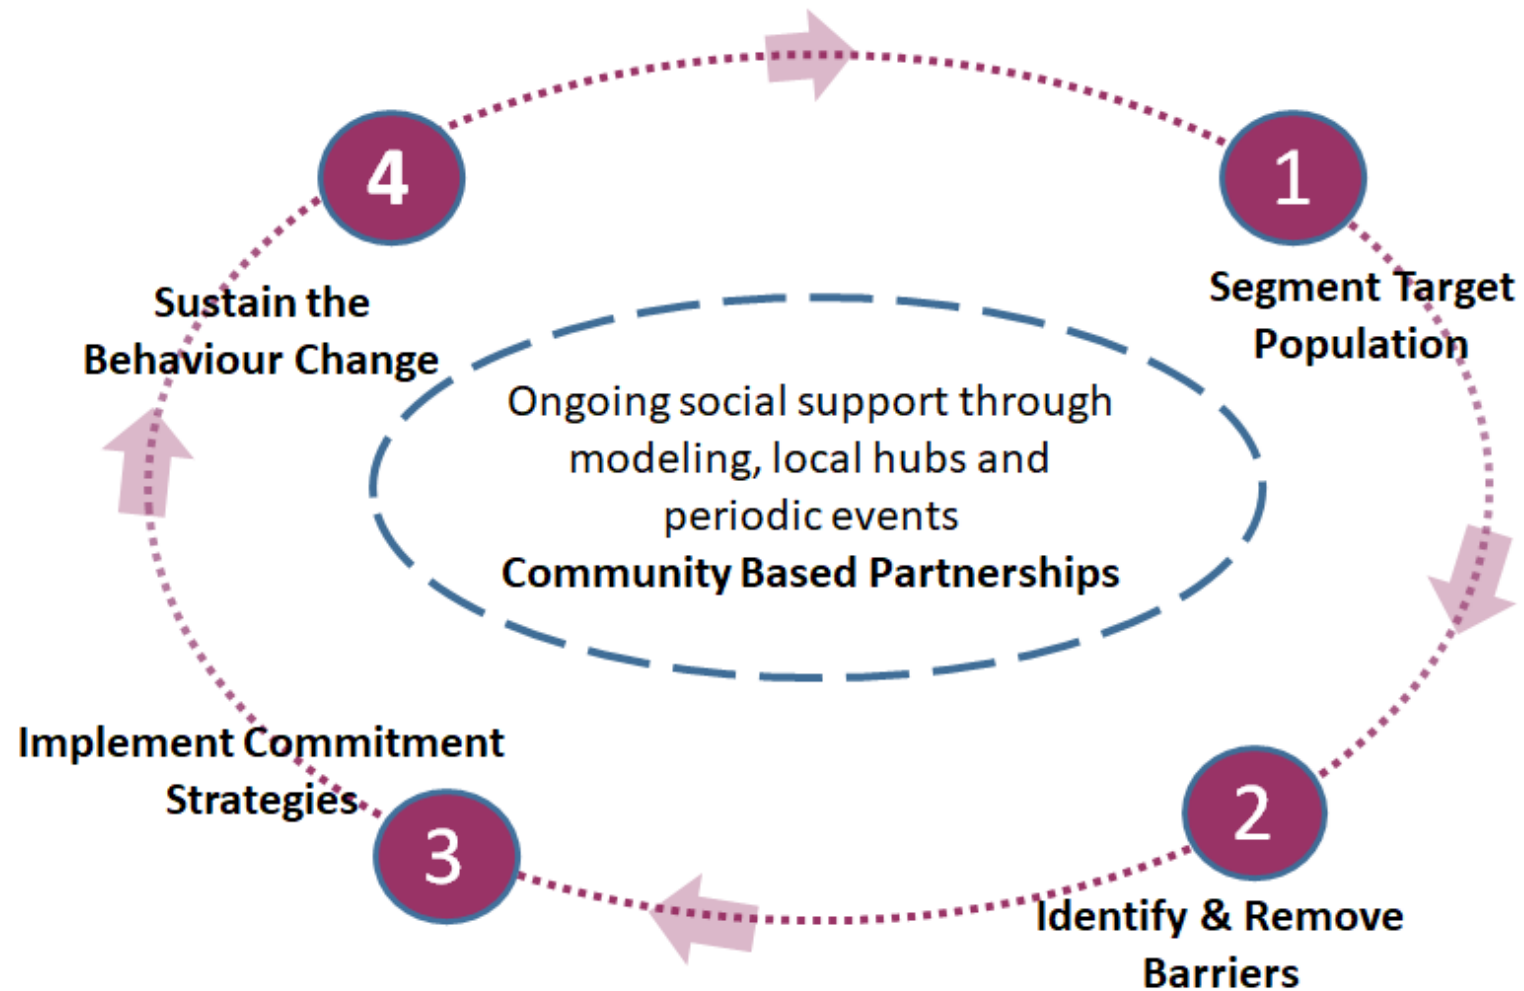 4
1
Sustain the
Behaviour Change
Segment Target
Population
Ongoing social support through
modeling, local hubs and
periodic events
Community Based Partnerships
Implement Commitment
Strategies
3
2
Identify & Remove
Barriers